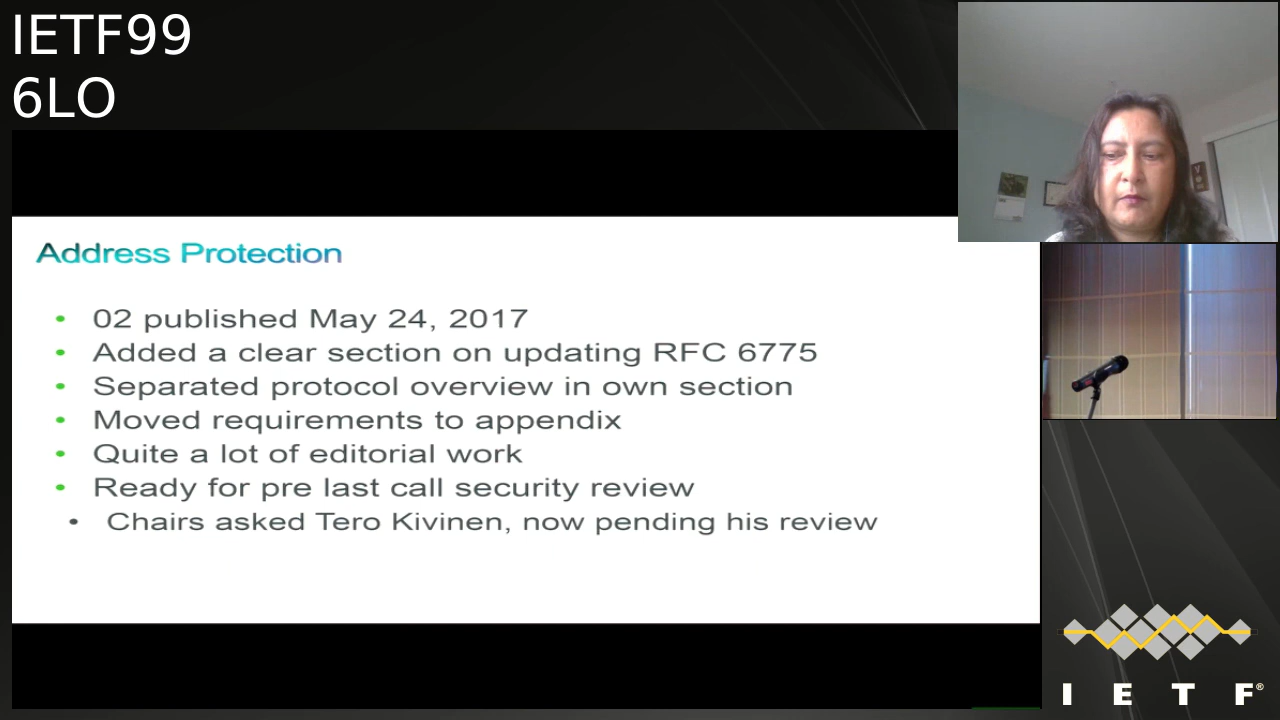 IETF99
6LO
Address Protection
• 02 published May 24, 2017
• Added a clear section on updating RFC 6775
• Separated protocol overview in own section
• Moved requirements to appendix
• Quite a lot of editorial work
• Ready for pre last call security review
• Chairs asked Tero Kivinen, now pending his review
I E T F®